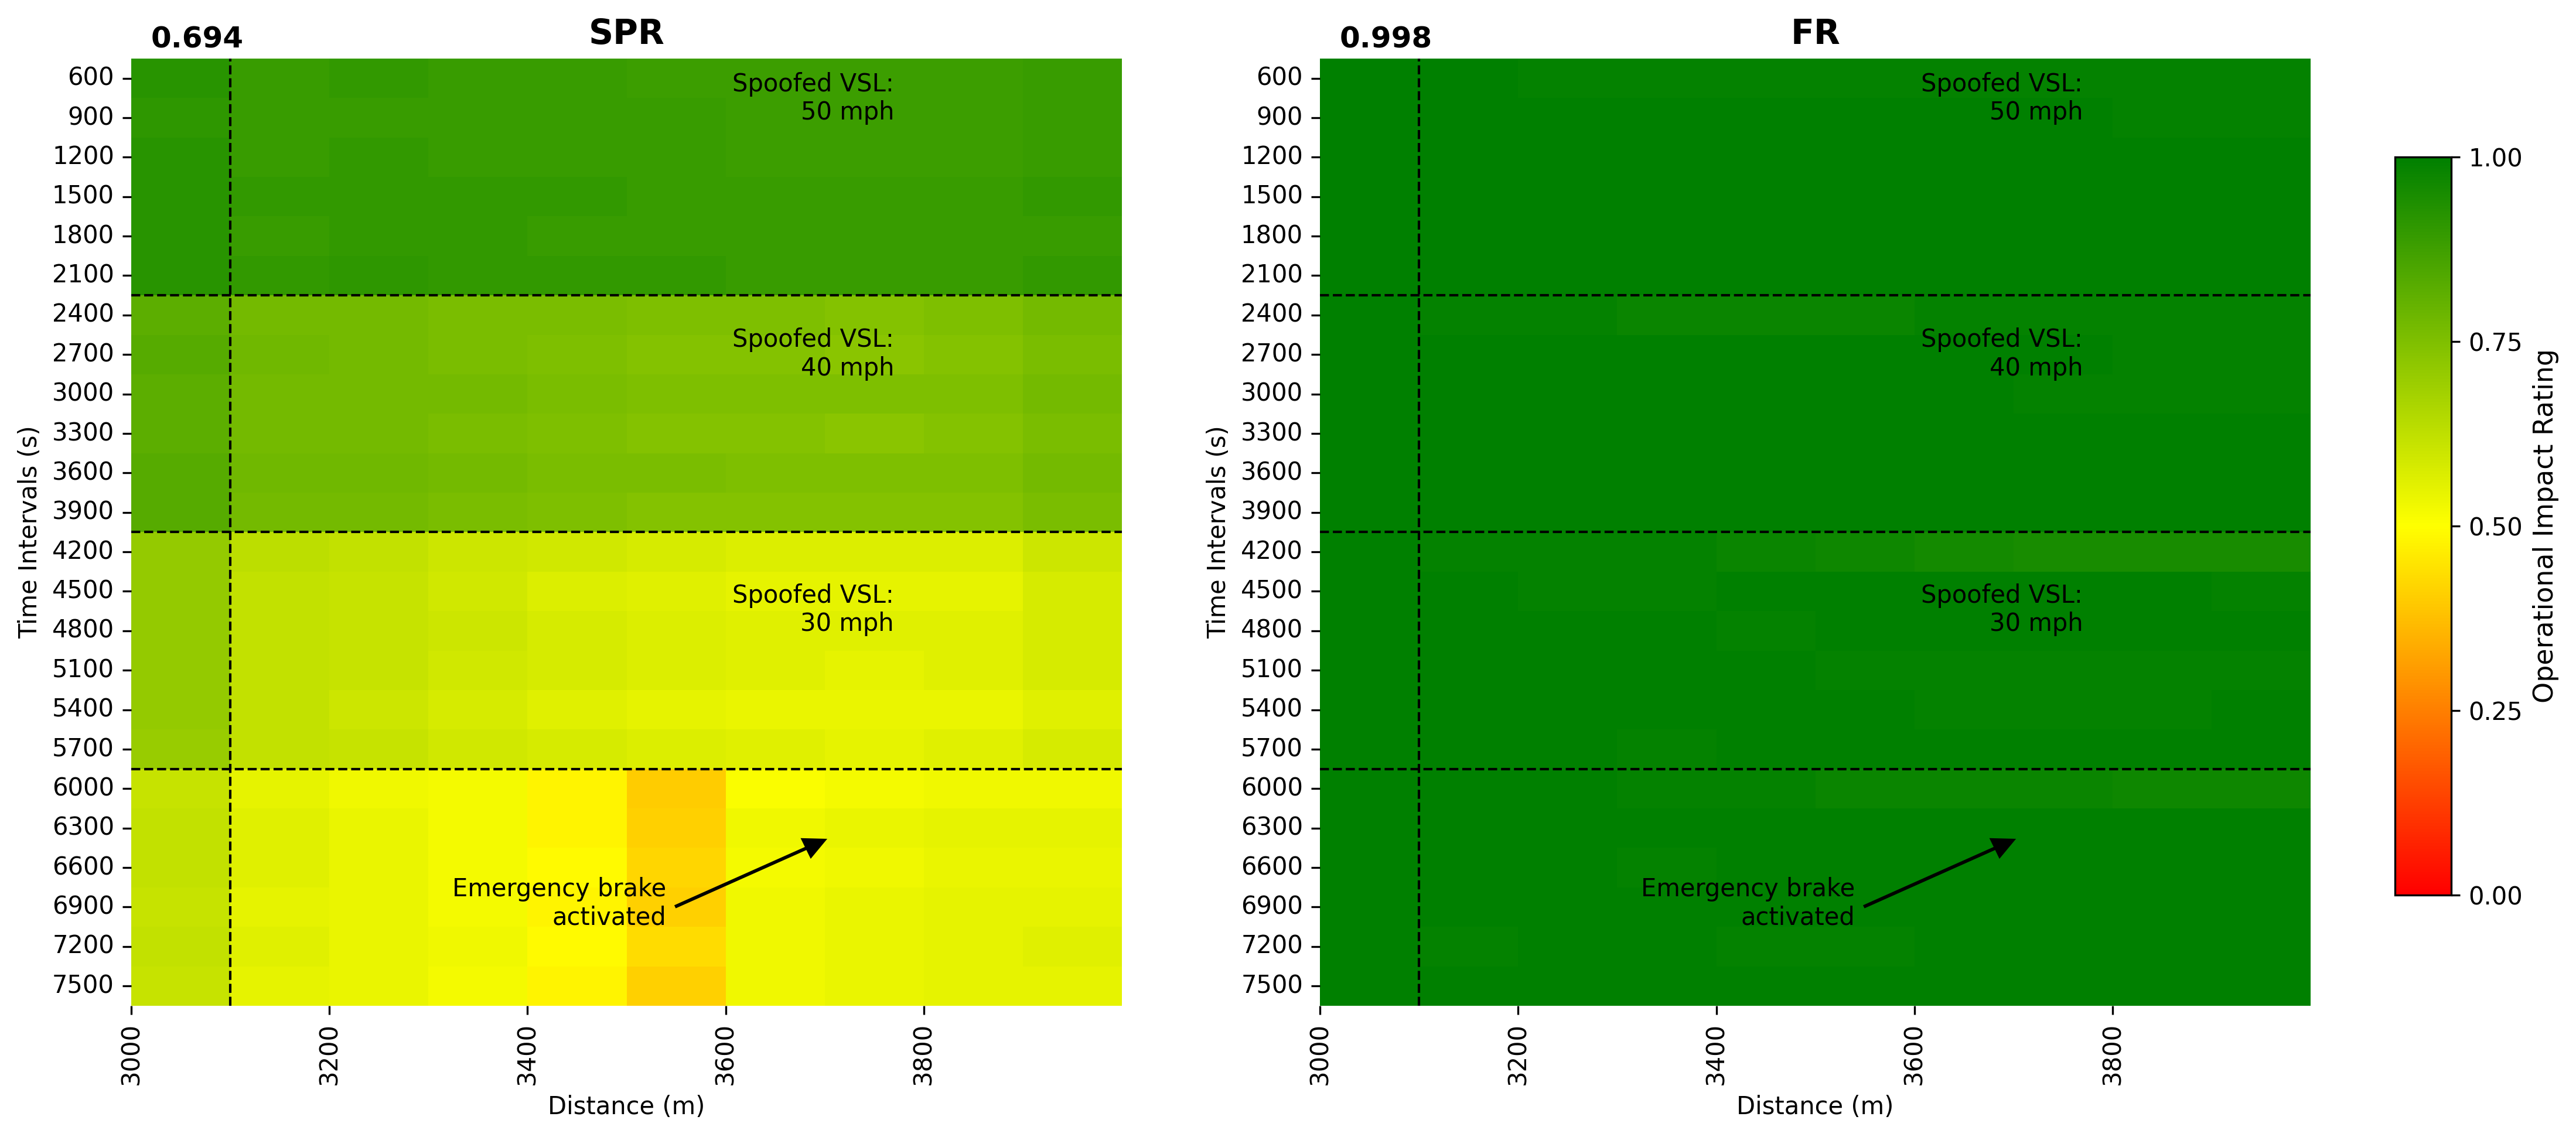 0.694
SPR
600
900
1200
1500
1800
2100
2400
2700
3000
3300
3600
3900
4200
4500
4800
5100
5400
5700
6000
6300
6600
6900
7200
7500
Time Intervals (s)
Spoofed VSL:
50 mph
Spoofed VSL:
40 mph
Spoofed VSL:
30 mph
Emergency brake
activated
3000
3200
3400
3600
3800
Distance (m)
0.998
FR
600
900
1200
1500
1800
2100
2400
2700
3000
3300
3600
3900
4200
4500
4800
5100
5400
5700
6000
6300
6600
6900
7200
7500
Time Intervals (s)
Spoofed VSL:
50 mph
Spoofed VSL:
40 mph
Spoofed VSL:
30 mph
Emergency brake
activated
3000
3200
3400
3600
3800
Distance (m)
1.00
0.75
0.50
0.25
0.00
Operational Impact Rating